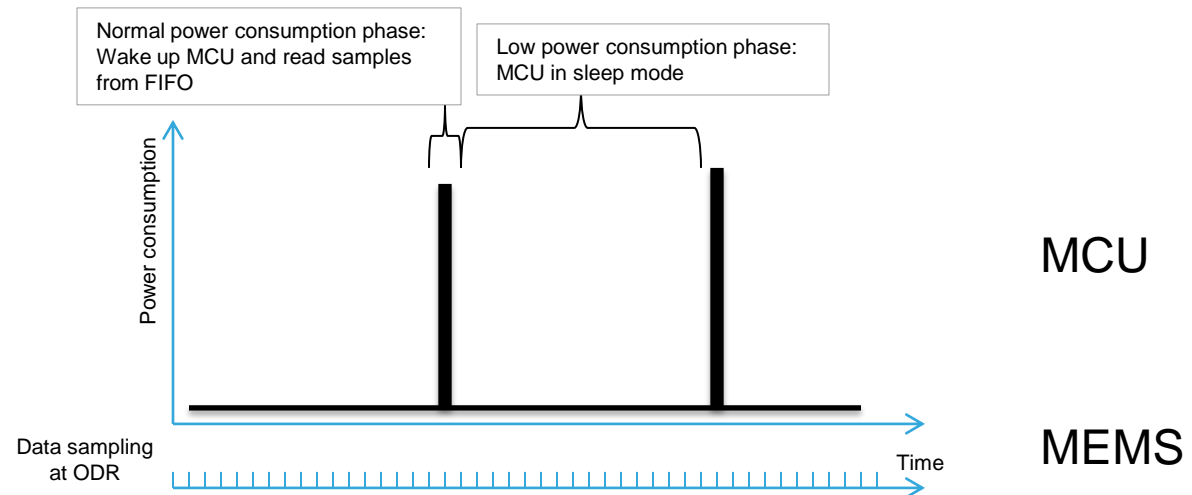 Normal power consumption phase:
Wake up MCU and read samples
from FIFO
Low power consumption phase:
MCU in sleep mode
Power consumption
MCU
Data sampling
at ODR
Time
MEMS